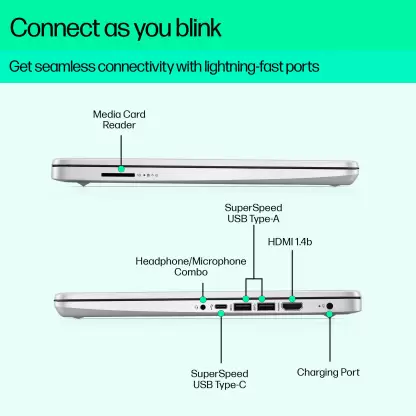 Connect as you blink
Get seamless connectivity with lightning-fast ports
Media Card
Reader
SuperSpeed
USB Type-A
HDMI 1.4b
Headphone/Microphone
Combo
SuperSpeed
USB Type-C
Charging Port